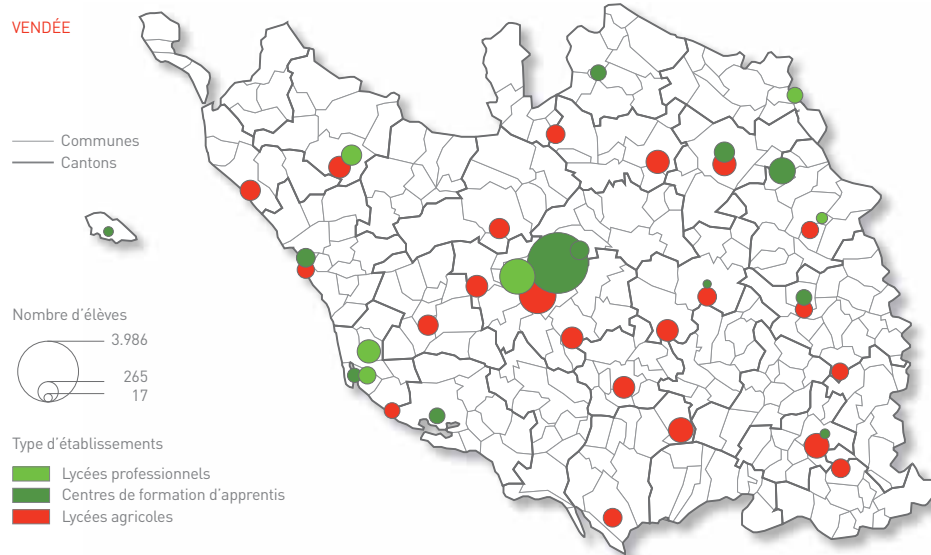 VENDÉE
Communes
Cantons
Nombre d'élèves
3.986
265
17
Type d'établissements
Lycées professionnels
Centres de formation d'apprentis
Lycées agricoles